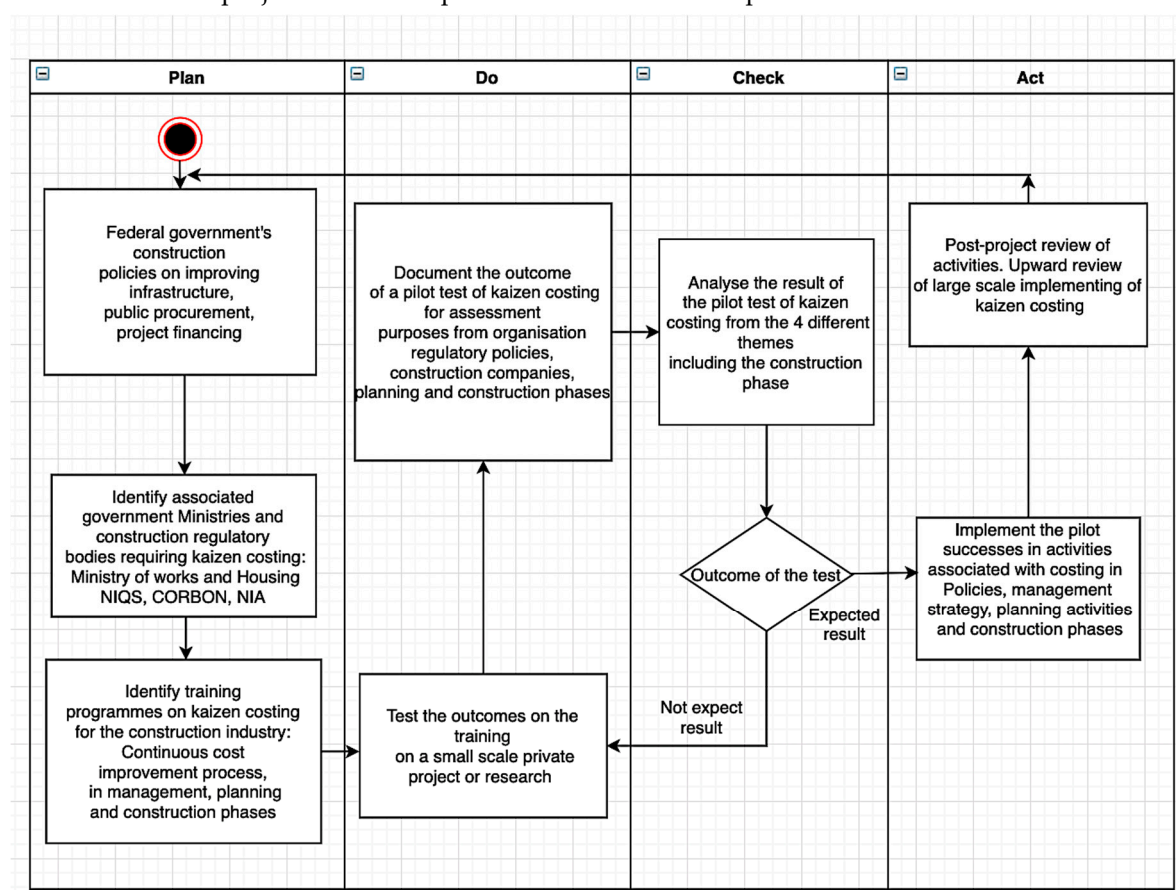 Plan
Do
Check
Act
Federal government's
construction
policies on improving
infrastructure,
public procurement,
project financing
Identify associated
government Ministries and
construction regulatory
bodies requiring kaizen costing:
Ministry of works and Housing
NIQS, CORBON, NIA
Identify training
programmes on kaizen costing
for the construction industry:
Continuous cost
improvement process,
in management, planning
and construction phases
Document the outcome
of a pilot test of kaizen costing
for assessment
purposes from organisation
regulatory policies,
construction companies,
planning and construction phases
Test the outcomes on the
training
on a small scale private
project or research
Analyse the result of
the pilot test of kaizen
costing from the 4 different
themes
including the construction
phase
Outcome of the test
Expected
result
Not expect
result
Post-project review of
activities. Upward review
of large scale implementing of
kaizen costing
Implement the pilot
successes in activities
associated with costing in
Policies, management
strategy, planning activities
and construction phases